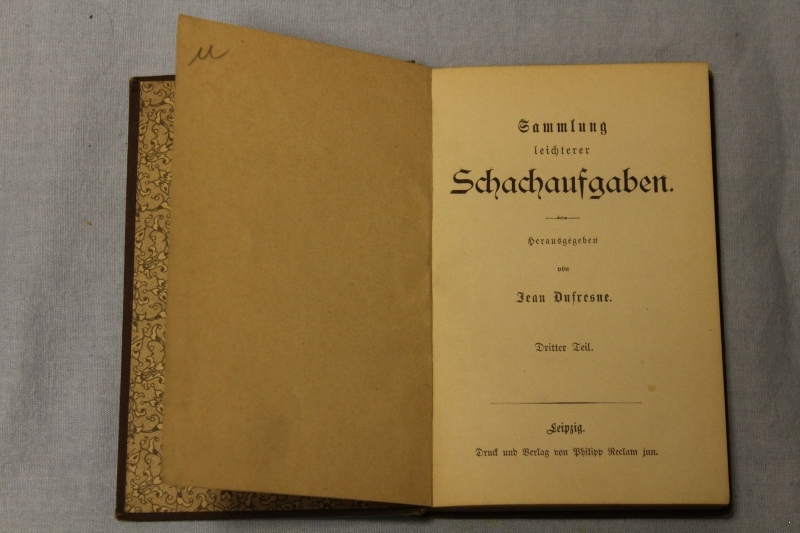 u
Sammlung
leichterer
Schachaufgaben.
Herausgegeben
von
Jean Dufresne.
Dritter Teil.
Leipzig.
Druck und Verlag von Philipp Reclam jun.